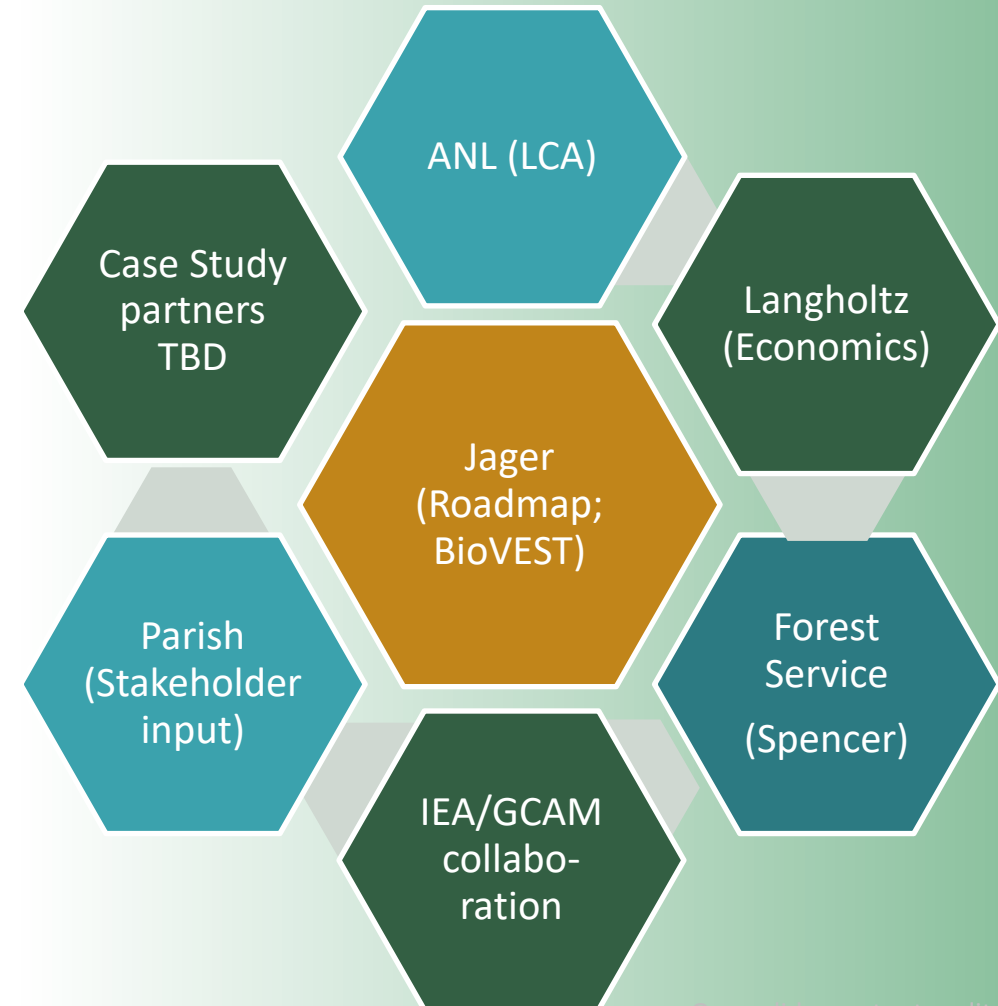 ANL (LCA)
Case Study
partners
TBD
Langholtz
(Economics)
Jager
(Roadmap;
BioVEST)
Parish
(Stakeholder
input)
Forest
Service
(Spencer)
IEA/GCAM
collabo-
ration